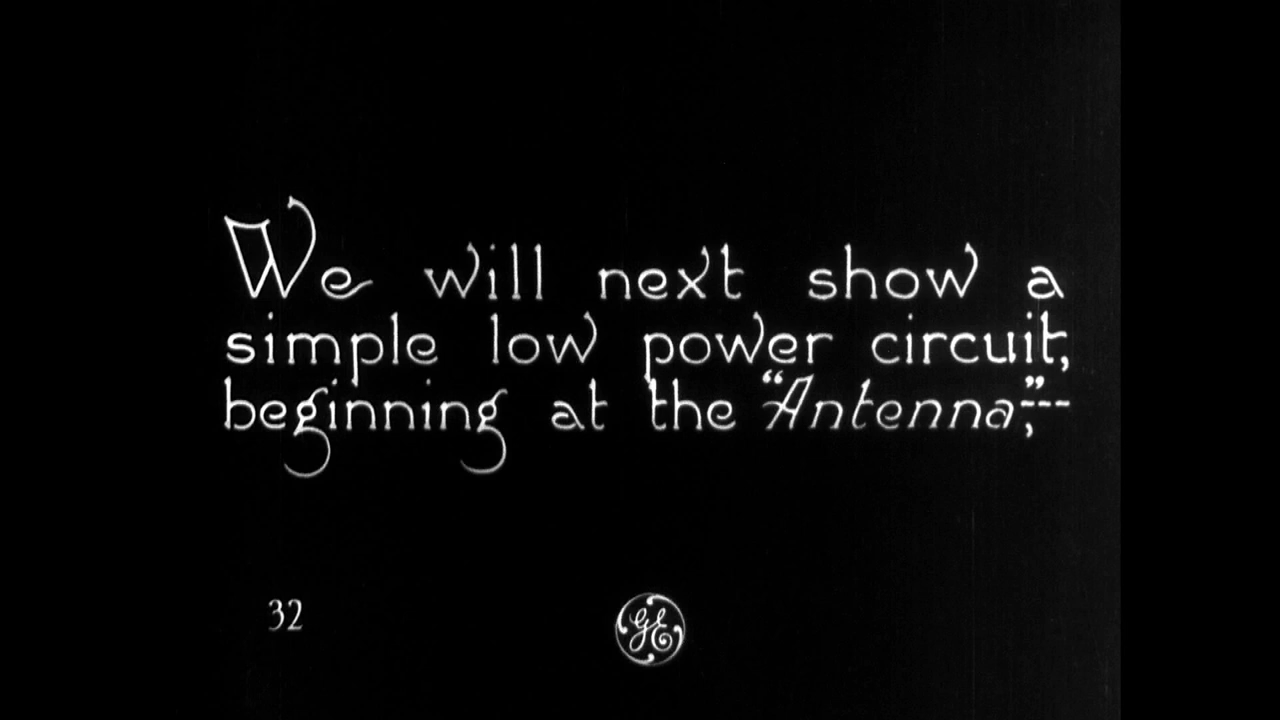 We will next show a
simple low power circuit,
beginning at the "Antenna",---
32
GE